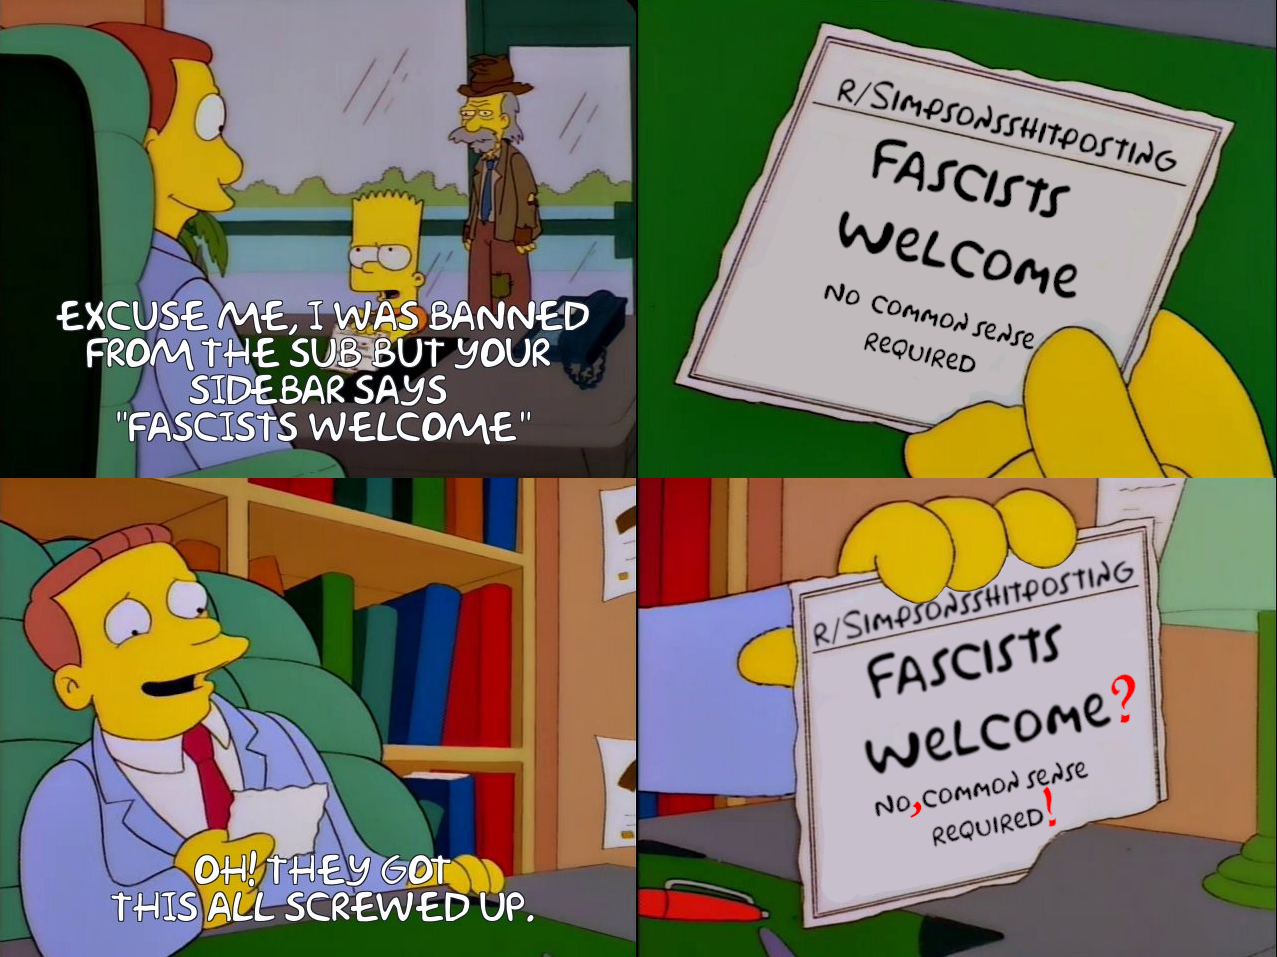 EXCUSE ME, I WAS BANNED
FROM THE SUB BUT YOUR
SIDEBAR SAYS
"FASCISTS WELCOME"
R/SIMPSONSSHITPOSTING
FASCISTS
WELCOME
NO COMMON SENSE
REQUIRED
OH! THEY GOT
THIS ALL SCREWED UP.
R/SIMPSONSSHITPOSTING
FASCISTS
WELCOME?
NO, COMMON SENSE
REQUIRED!